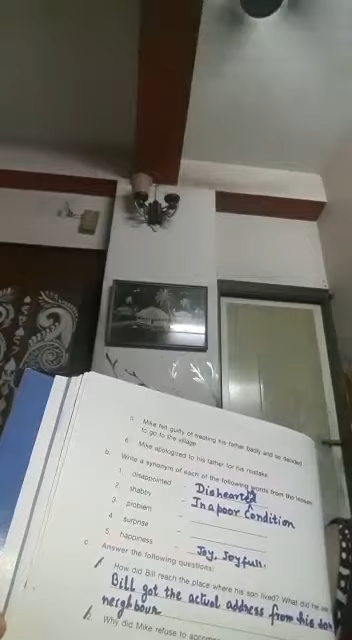 5. Mike felt guilty of treating his father badly and so decided
to go to the village.
6. Mike apologized to his father for his mistake.
b. Write a synonym of each of the following words from the lesson
1. disappointed - Disheartted
2. shabby - In a poor Condition
3. problem -
4. surprise -
5. happiness - Joy, Joyfull.
c. Answer the following questions:
How did Bill reach the place where his son lived? What did he see
Bill got the actual address from his son
neighbour
2. Why did Mike refuse to